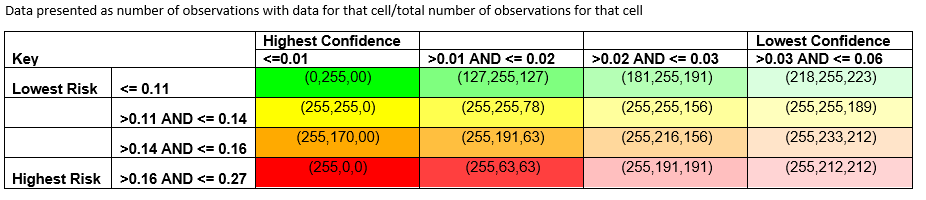 Data presented as number of observations with data for that cell/total number of observations for that cell
Highest Confidence Lowest Confidence
Key <=0.01 >0.01 AND <= 0.02 >0.02 AND <= 0.03 >0.03 AND <= 0.06
Lowest Risk <= 0.11 (0,255,00) (127,255,127) (181,255,191) (218,255,223)
>0.11 AND <= 0.14 (255,255,0) (255,255,78) (255,255,156) (255,255,189)
>0.14 AND <= 0.16 (255,170,00) (255,191,63) (255,216,156) (255,233,212)
Highest Risk >0.16 AND <= 0.27 (255,0,0) (255,63,63) (255,191,191) (255,212,212)